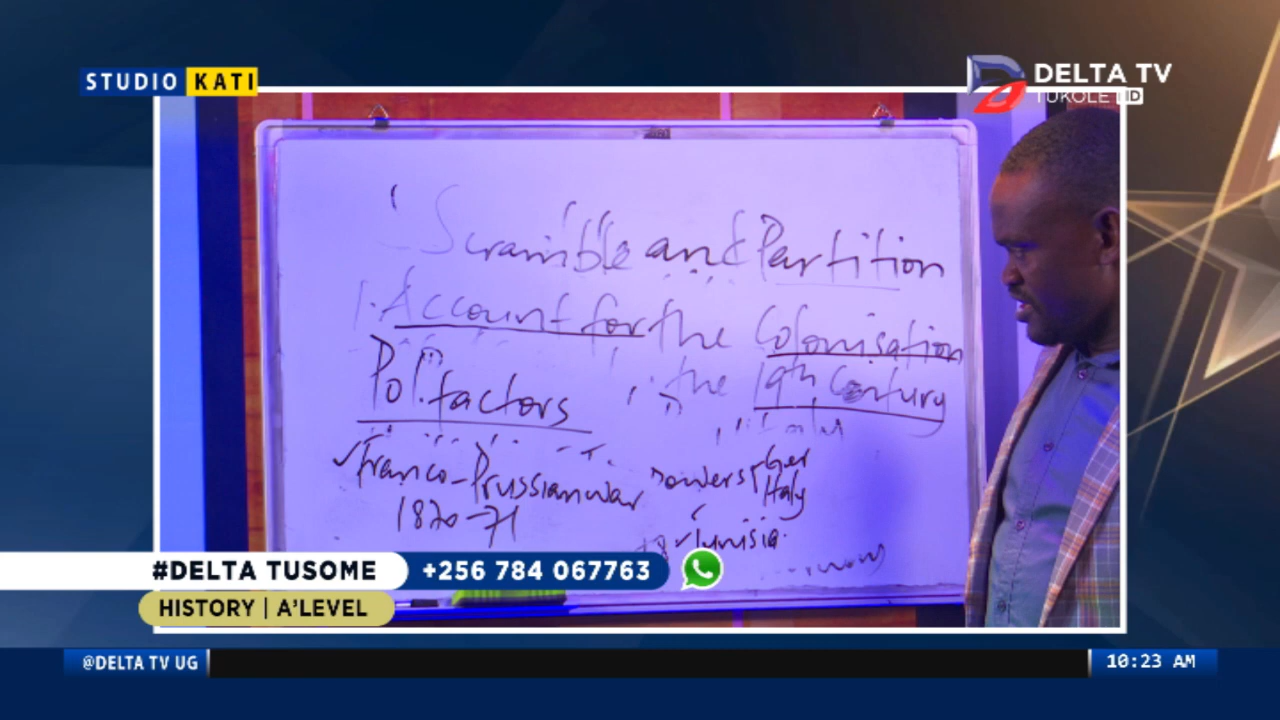 STUDIO KATI
DELTA TV
TUKOLE HD
Scramble and Partition
1. Account for the Colonisation
Pol. factors in the 19th Century
Franco-Prussian war powers Ger
Italy
1870-71
Tunisia
#DELTA TUSOME +256 784 067763
HISTORY | A'LEVEL
@DELTA TV UG
10:23 AM